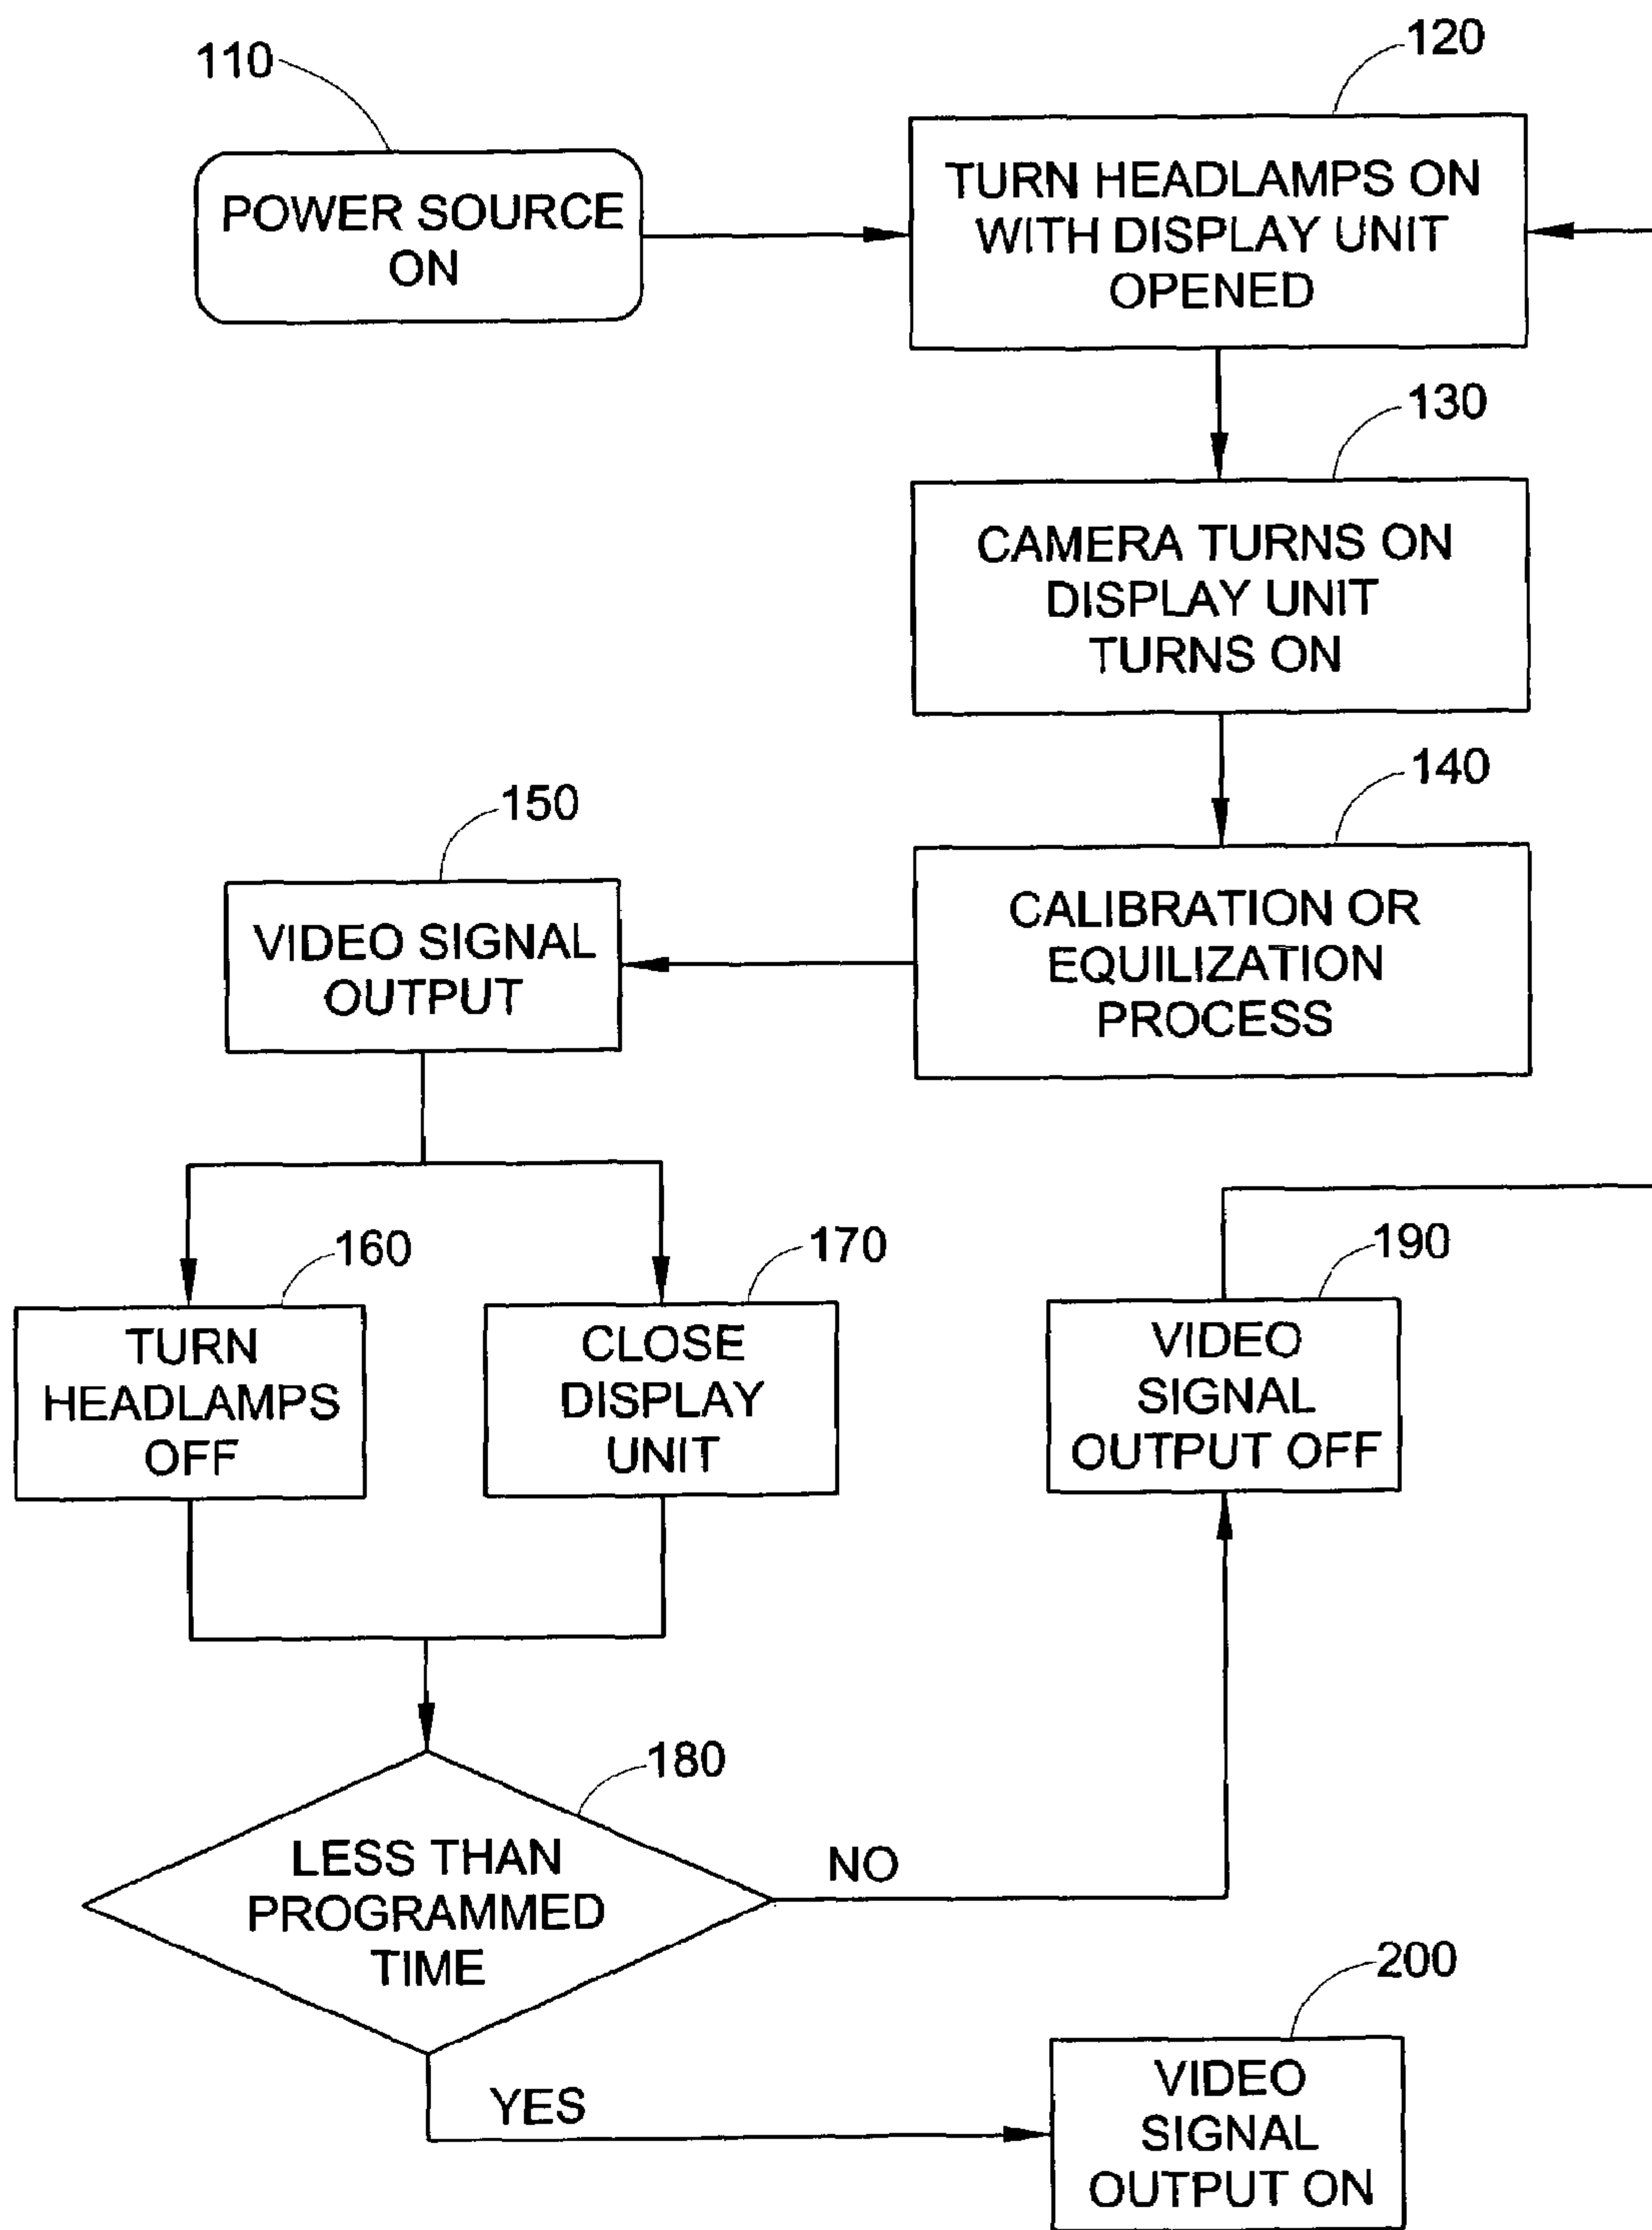 110
POWER SOURCE
ON
120
TURN HEADLAMPS ON
WITH DISPLAY UNIT
OPENED
130
CAMERA TURNS ON
DISPLAY UNIT
TURNS ON
140
CALIBRATION OR
EQUILIZATION
PROCESS
150
VIDEO SIGNAL
OUTPUT
160
TURN
HEADLAMPS
OFF
170
CLOSE
DISPLAY
UNIT
180
LESS THAN
PROGRAMMED
TIME
NO
190
VIDEO
SIGNAL
OUTPUT OFF
YES
200
VIDEO
SIGNAL
OUTPUT ON